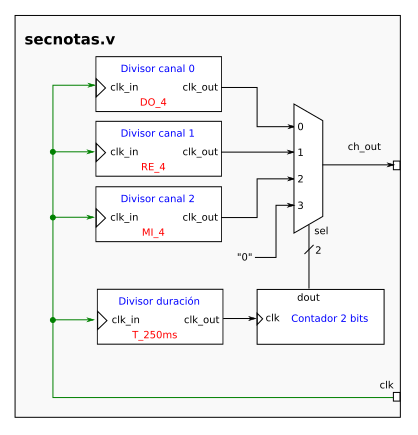 secnotas.v
Divisor canal 0
clk_in clk_out
DO_4
Divisor canal 1
clk_in clk_out
RE_4
Divisor canal 2
clk_in clk_out
MI_4
0
1
2
3
ch_out
sel
2
"0"
Divisor duración
clk_in clk_out
T_250ms
dout
clk Contador 2 bits
clk